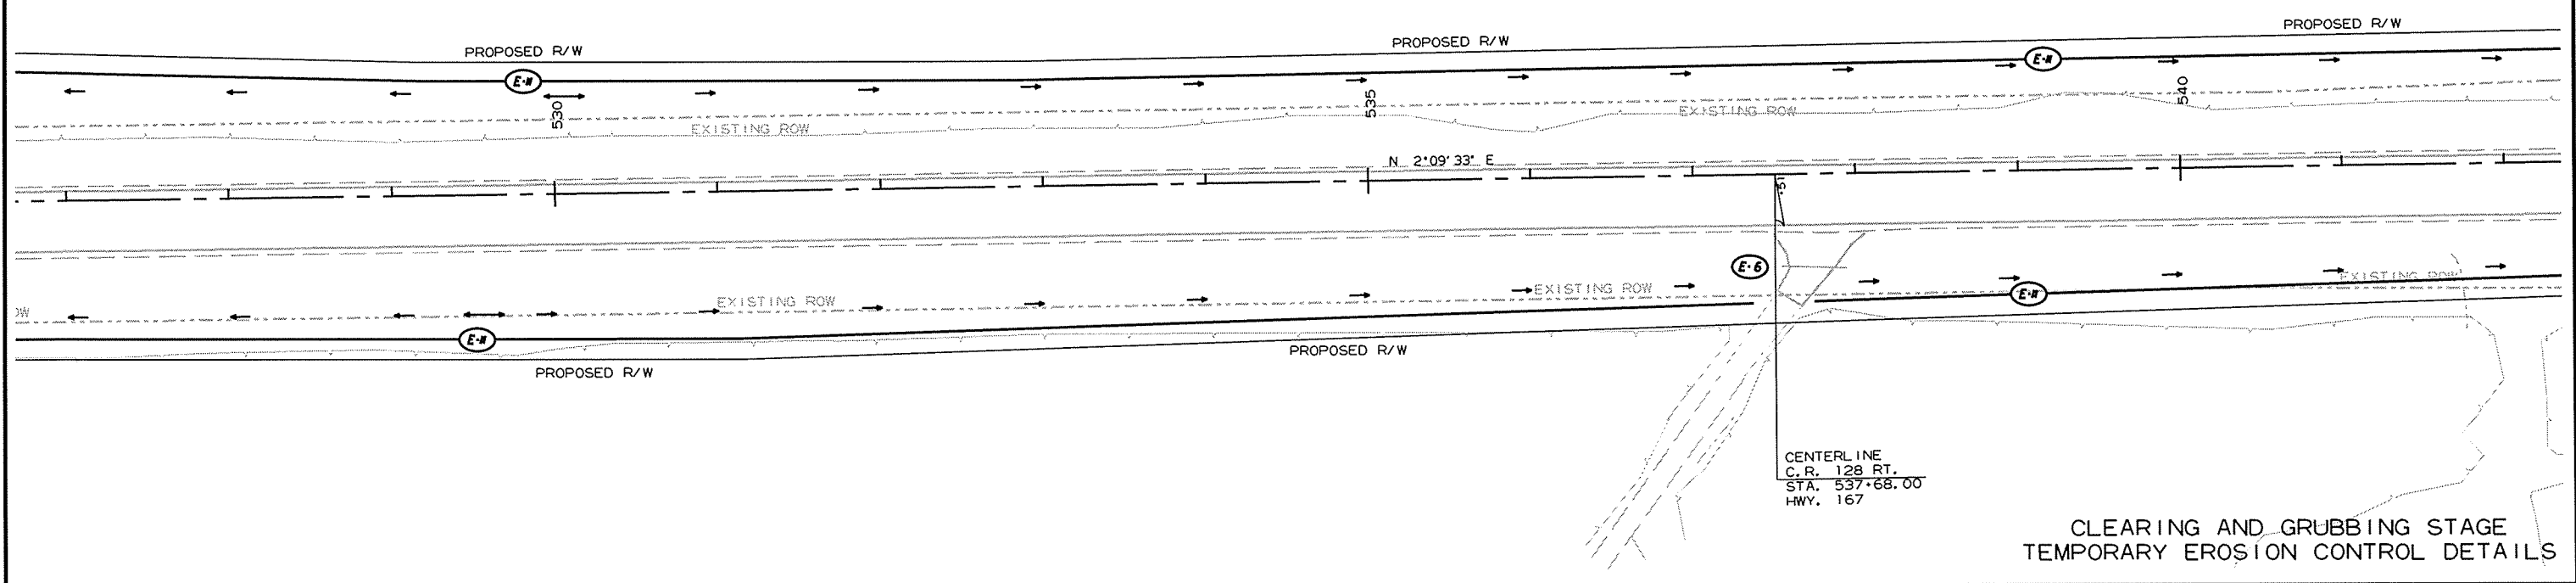 PROPOSED R/W
PROPOSED R/W
PROPOSED R/W
E-N
E-N
530
535
540
EXISTING ROW
EXISTING ROW
N 2°09'33" E
51'
E-6
EXISTING ROW
EXISTING ROW
EXISTING ROW
E-N
E-N
PROPOSED R/W
PROPOSED R/W
CENTERLINE
C.R. 128 RT.
STA. 537+68.00
HWY. 167
CLEARING AND GRUBBING STAGE
TEMPORARY EROSION CONTROL DETAILS